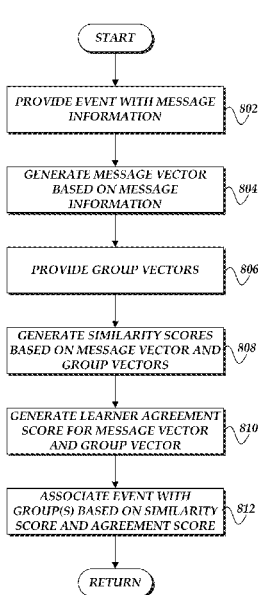 START
PROVIDE EVENT WITH MESSAGE
INFORMATION
802
GENERATE MESSAGE VECTOR
BASED ON MESSAGE
INFORMATION
804
PROVIDE GROUP VECTORS
806
GENERATE SIMILARITY SCORES
BASED ON MESSAGE VECTOR AND
GROUP VECTORS
808
GENERATE LEARNER AGREEMENT
SCORE FOR MESSAGE VECTOR
AND GROUP VECTOR
810
ASSOCIATE EVENT WITH
GROUP(S) BASED ON SIMILARITY
SCORE AND AGREEMENT SCORE
812
RETURN